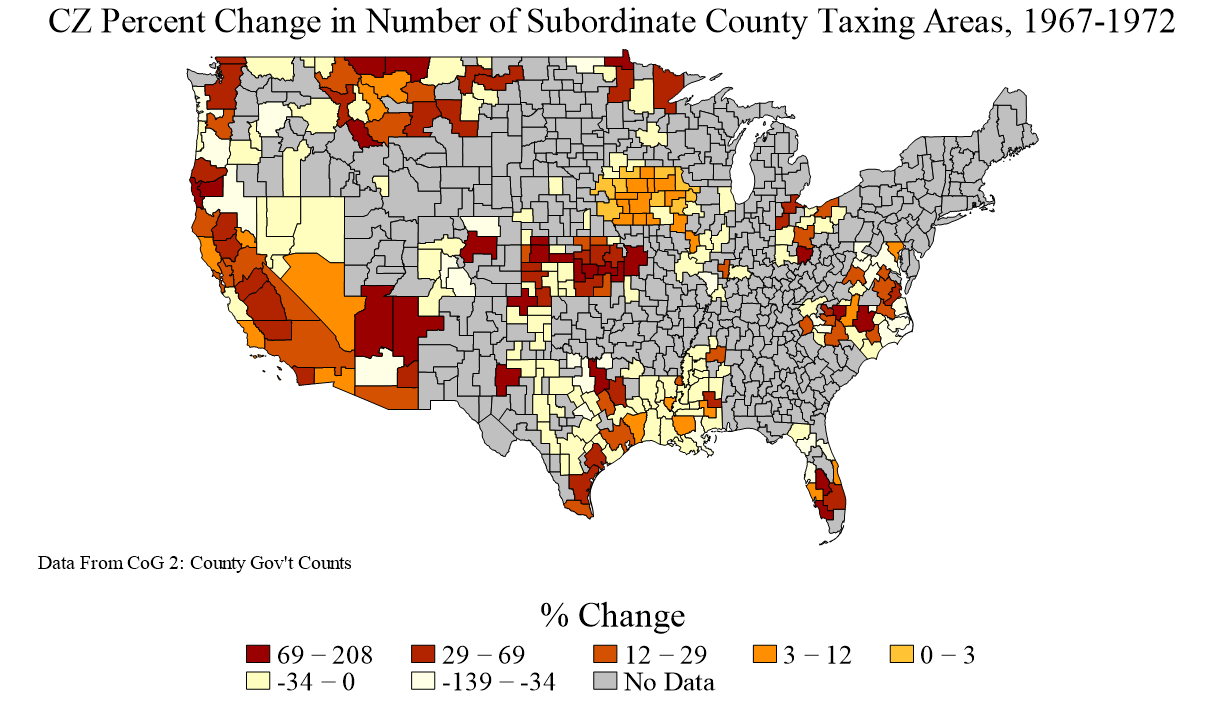 CZ Percent Change in Number of Subordinate County Taxing Areas, 1967-1972
Data From CoG 2: County Gov't Counts
% Change
69 − 208 29 − 69 12 − 29 3 − 12 0 − 3
-34 − 0 -139 − -34 No Data